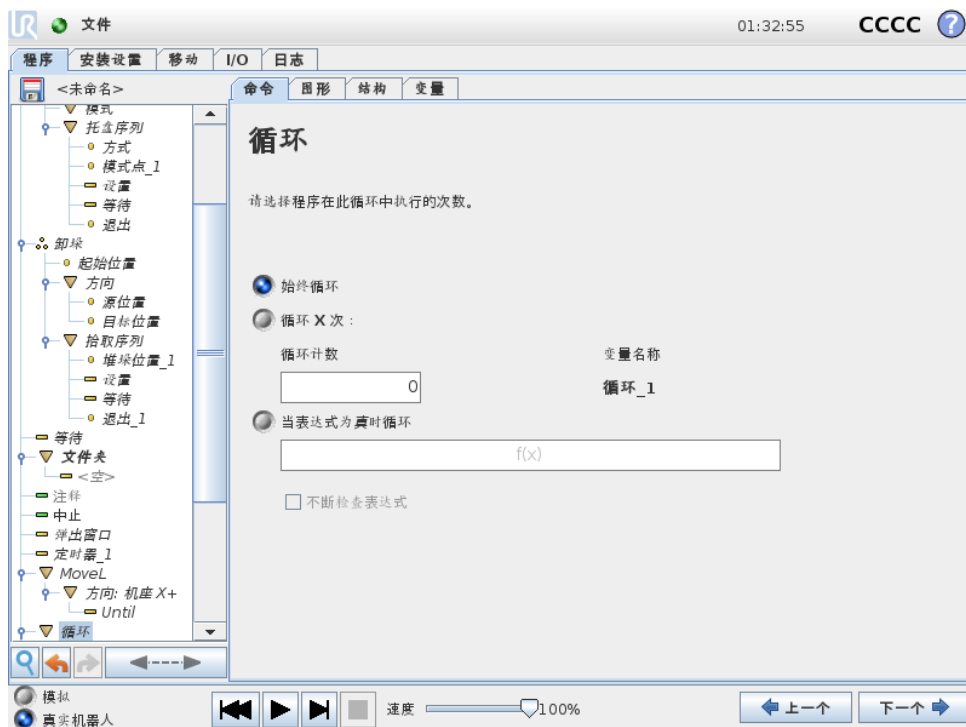 UR 文件 01:32:55 CCCC ?
程序 安装设置 移动 I/O 日志
<未命名> 命令 图形 结构 变量
模式
托盘序列
方式
模式点_1
设置
等待
退出
卸垛
起始位置
方向
源位置
目标位置
拾取序列
堆垛位置_1
设置
等待
退出_1
等待
文件夹
<空>
注释
中止
弹出窗口
定时器_1
MoveL
方向: 机座 X+
Until
循环
循环
请选择程序在此循环中执行的次数。
始终循环
循环 X 次：
循环计数 变量名称
0 循环_1
当表达式为真时循环
f(x)
不断检查表达式
模拟
真实机器人
速度 100% 上一个 下一个